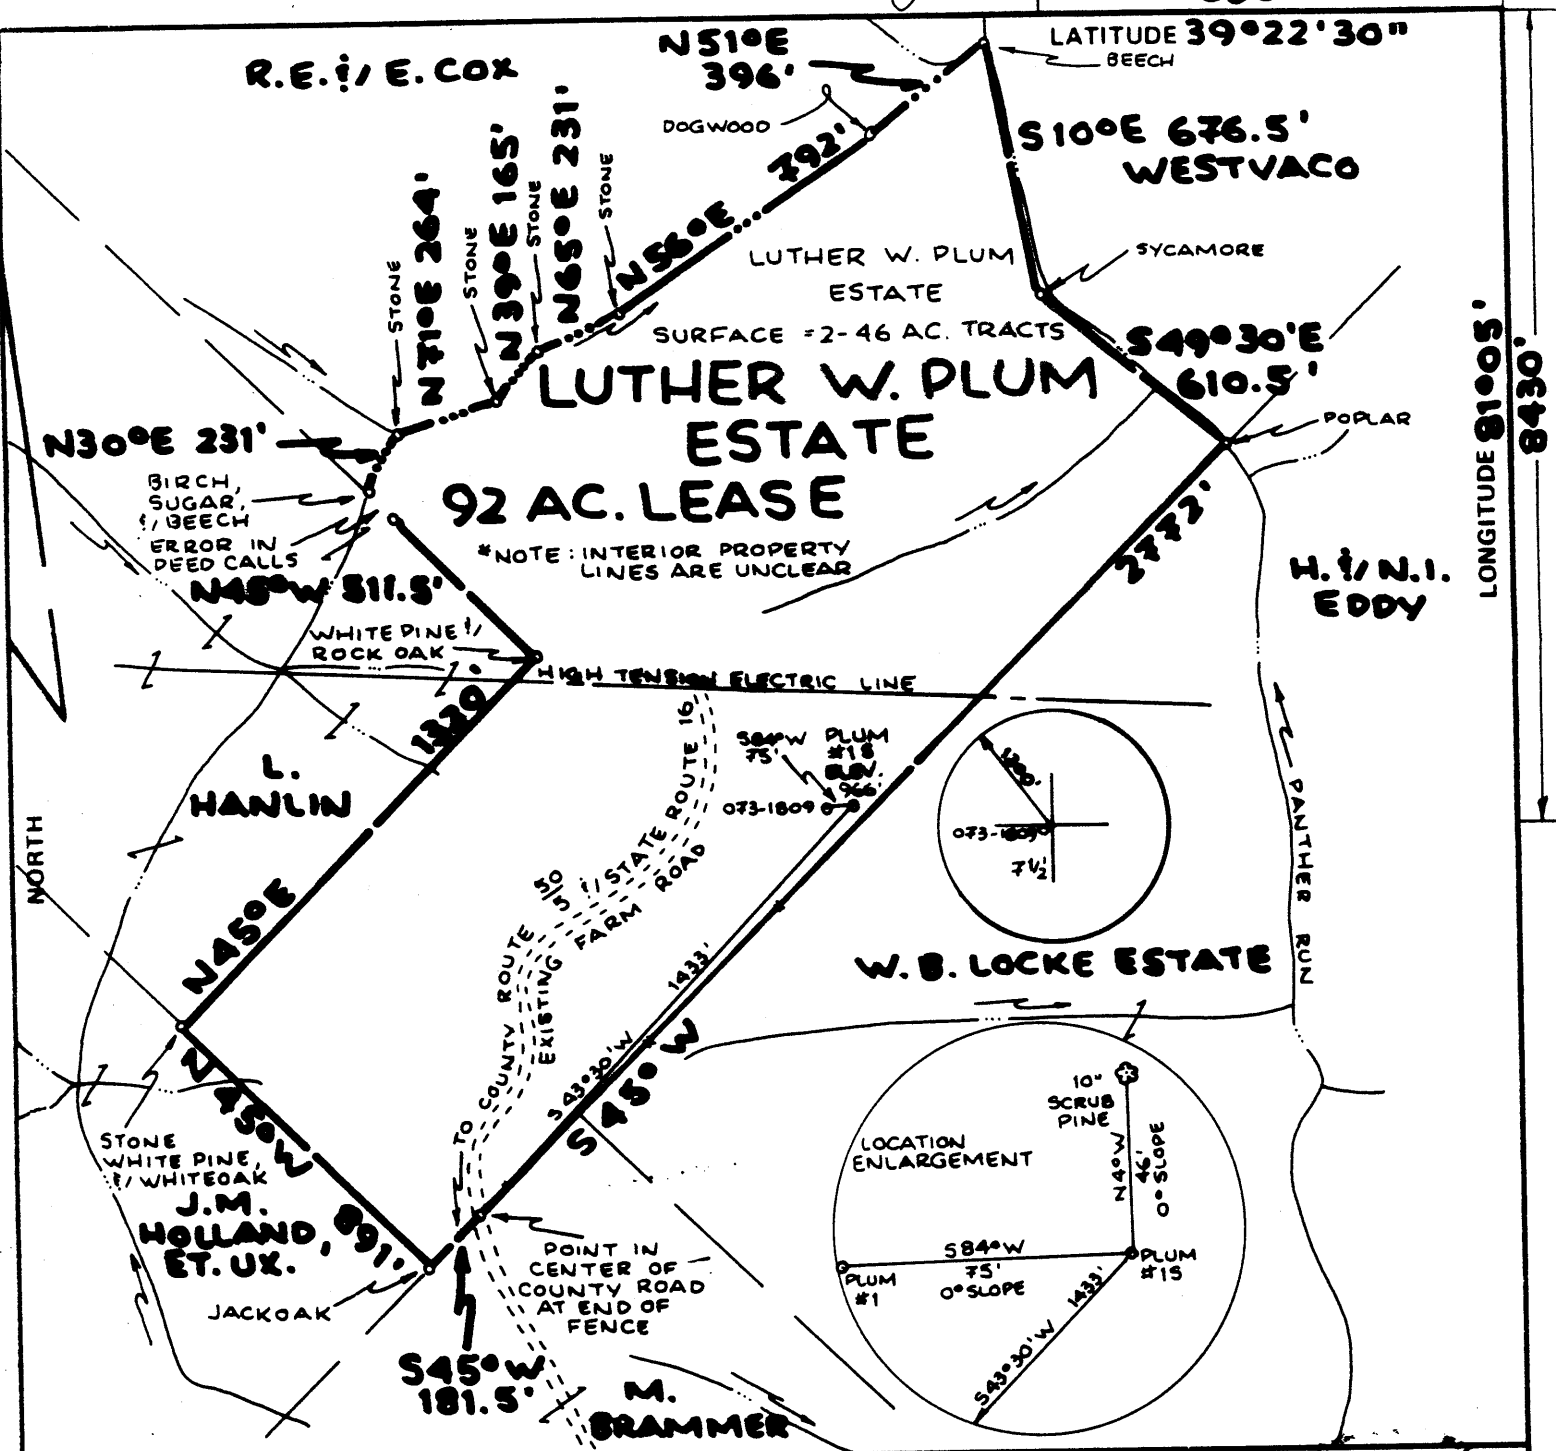 LATITUDE 39°22'30"
BEECH
N51°E
396'
R.E. & E. COX
DOGWOOD
792'
N56°E
S10°E 676.5'
WESTVACO
SYCAMORE
STONE
N65°E 231'
STONE
N39°E 165'
STONE
N71°E 264'
STONE
LUTHER W. PLUM
ESTATE
SURFACE = 2-46 AC. TRACTS
S49°30'E
610.5'
LONGITUDE 81°05'
8430'
LUTHER W. PLUM
ESTATE
92 AC. LEASE
POPLAR
N30°E 231'
BIRCH,
SUGAR,
& BEECH
ERROR IN
DEED CALLS
N45°W 511.5'
*NOTE: INTERIOR PROPERTY
LINES ARE UNCLEAR
2772'
H. & N.I.
EDDY
WHITE PINE &
ROCK OAK
HIGH TENSION ELECTRIC LINE
S84°W
75'
PLUM
ELEV.
966'
073-1809
L.
HANLIN
N45°E
NORTH
TO COUNTY ROUTE 50/5 & STATE ROUTE 16
EXISTING FARM ROAD
073-1809
7½'
PANTHER RUN
W. B. LOCKE ESTATE
1433'
S 43°30'W
S 45° W
N 45° W
891'
STONE
WHITE PINE,
& WHITEOAK
J.M.
HOLLAND,
ET. UX.
JACKOAK
POINT IN
CENTER OF
COUNTY ROAD
AT END OF
FENCE
S45°W
181.5'
M.
BRAMMER
10"
SCRUB
PINE
LOCATION
ENLARGEMENT
N4°W
46'
0° SLOPE
S84°W
75'
0° SLOPE
PLUM
#1
PLUM
#15
1433'
S43°30'W